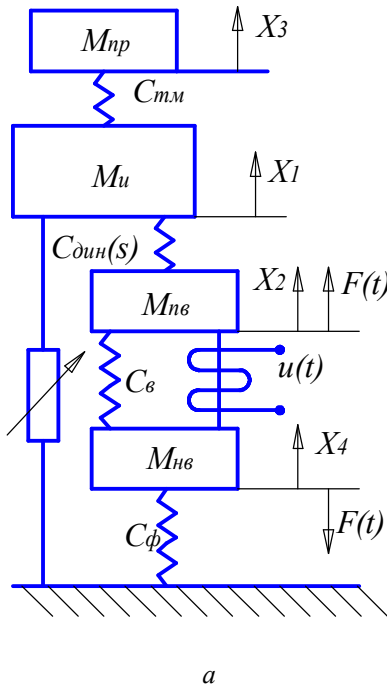 Mпр
X3
Cтм
Mи
X1
Cдин(s)
Mпв
X2
F(t)
Cв
u(t)
Mнв
X4
Cф
F(t)
а